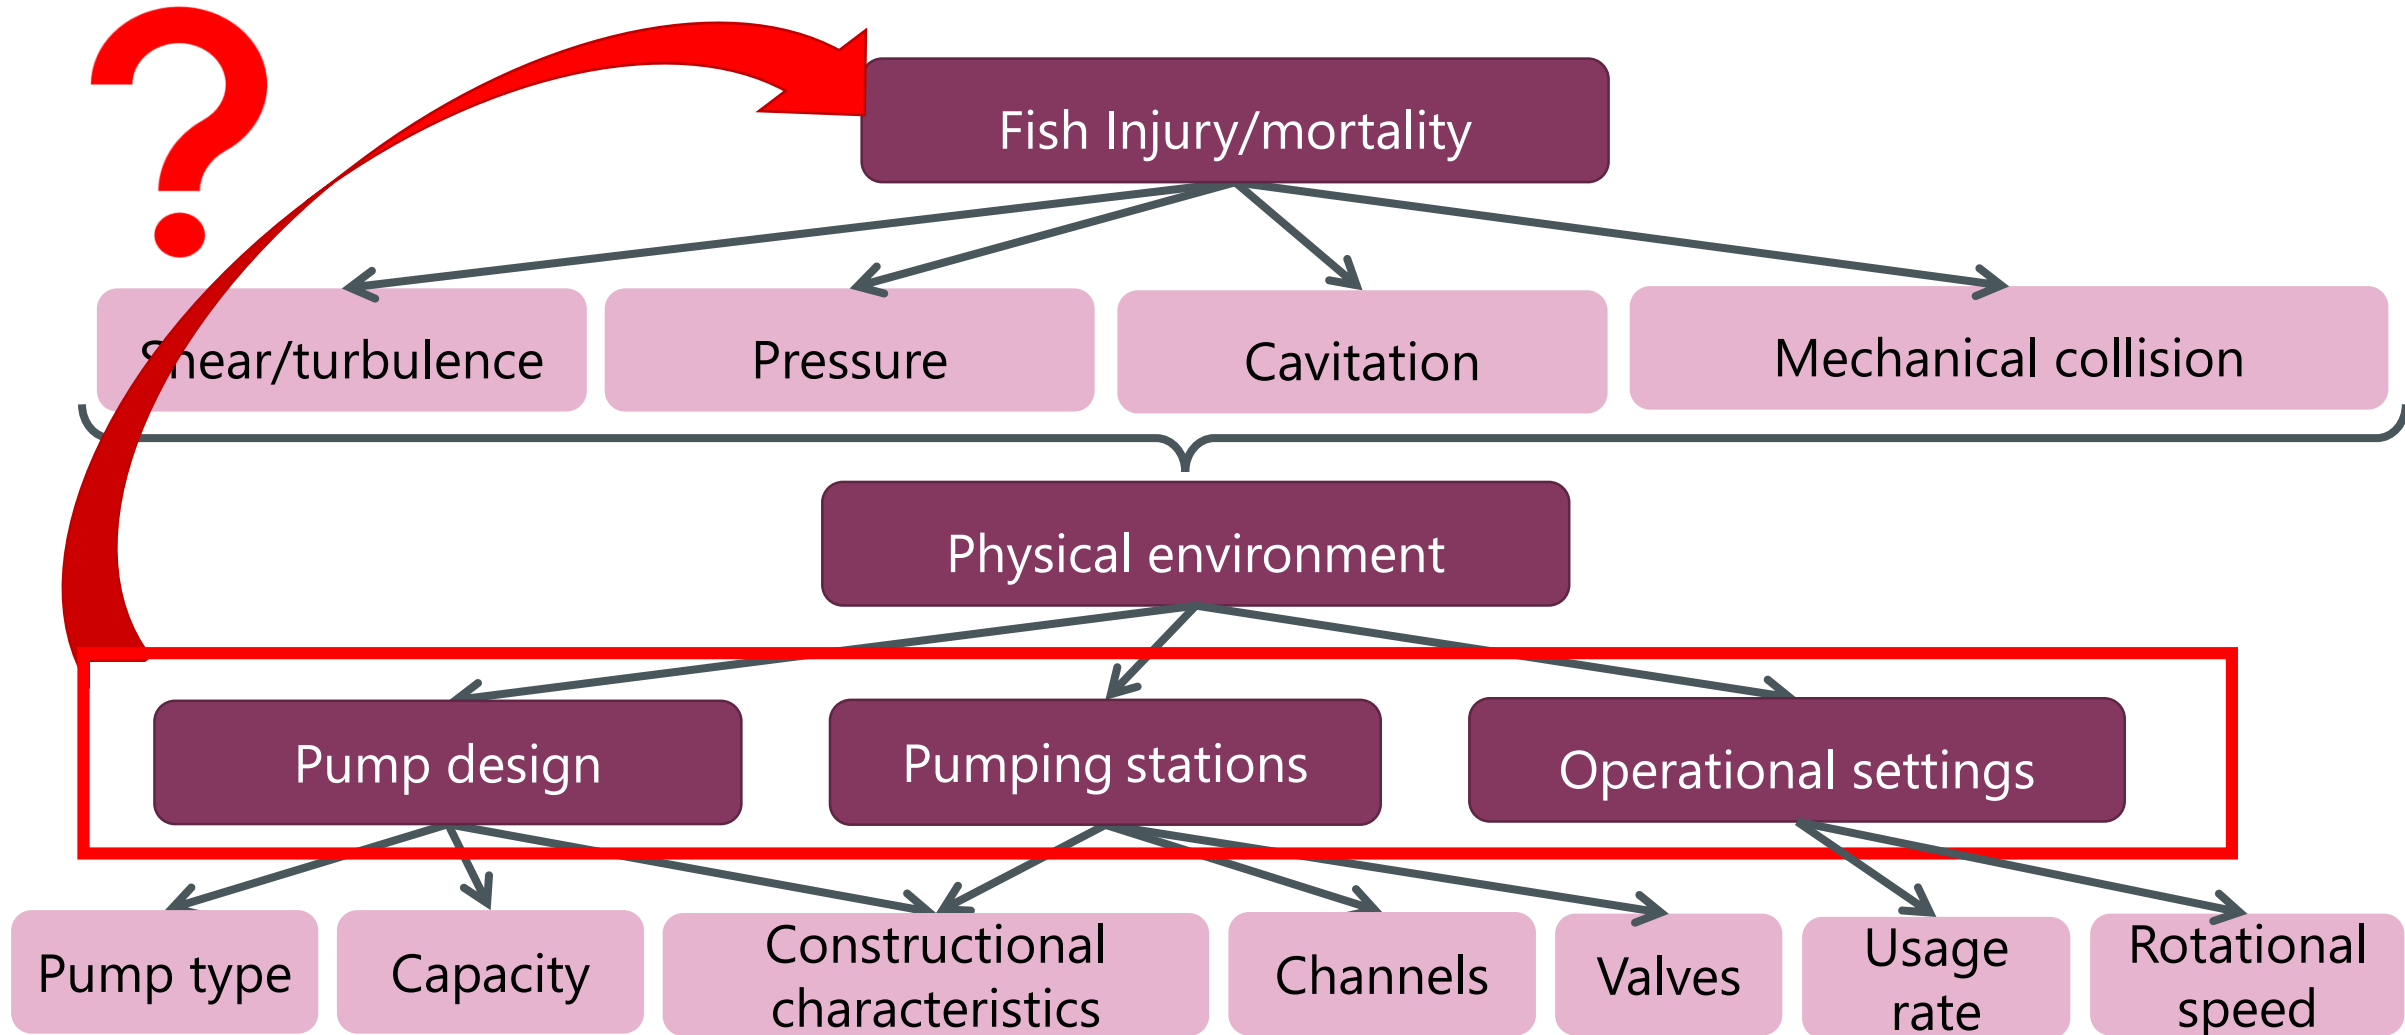 ?
Fish Injury/mortality
Shear/turbulence
Pressure
Cavitation
Mechanical collision
Physical environment
Pump design
Pumping stations
Operational settings
Pump type
Capacity
Constructional
characteristics
Channels
Valves
Usage
rate
Rotational
speed